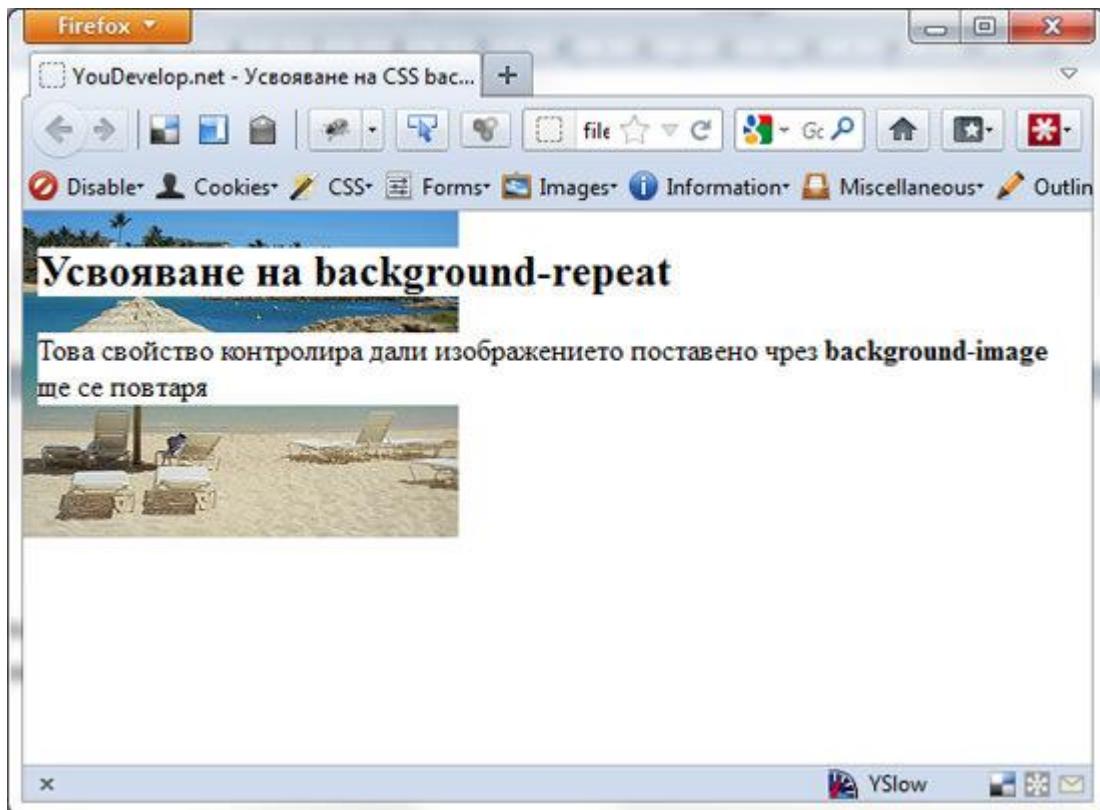 Firefox
YouDevelop.net - Усвояване на CSS bac...
file
Gc
Disable Cookies CSS Forms Images Information Miscellaneous Outlin
Усвояване на background-repeat
Това свойство контролира дали изображението поставено чрез background-image
ще се повтаря
YSlow